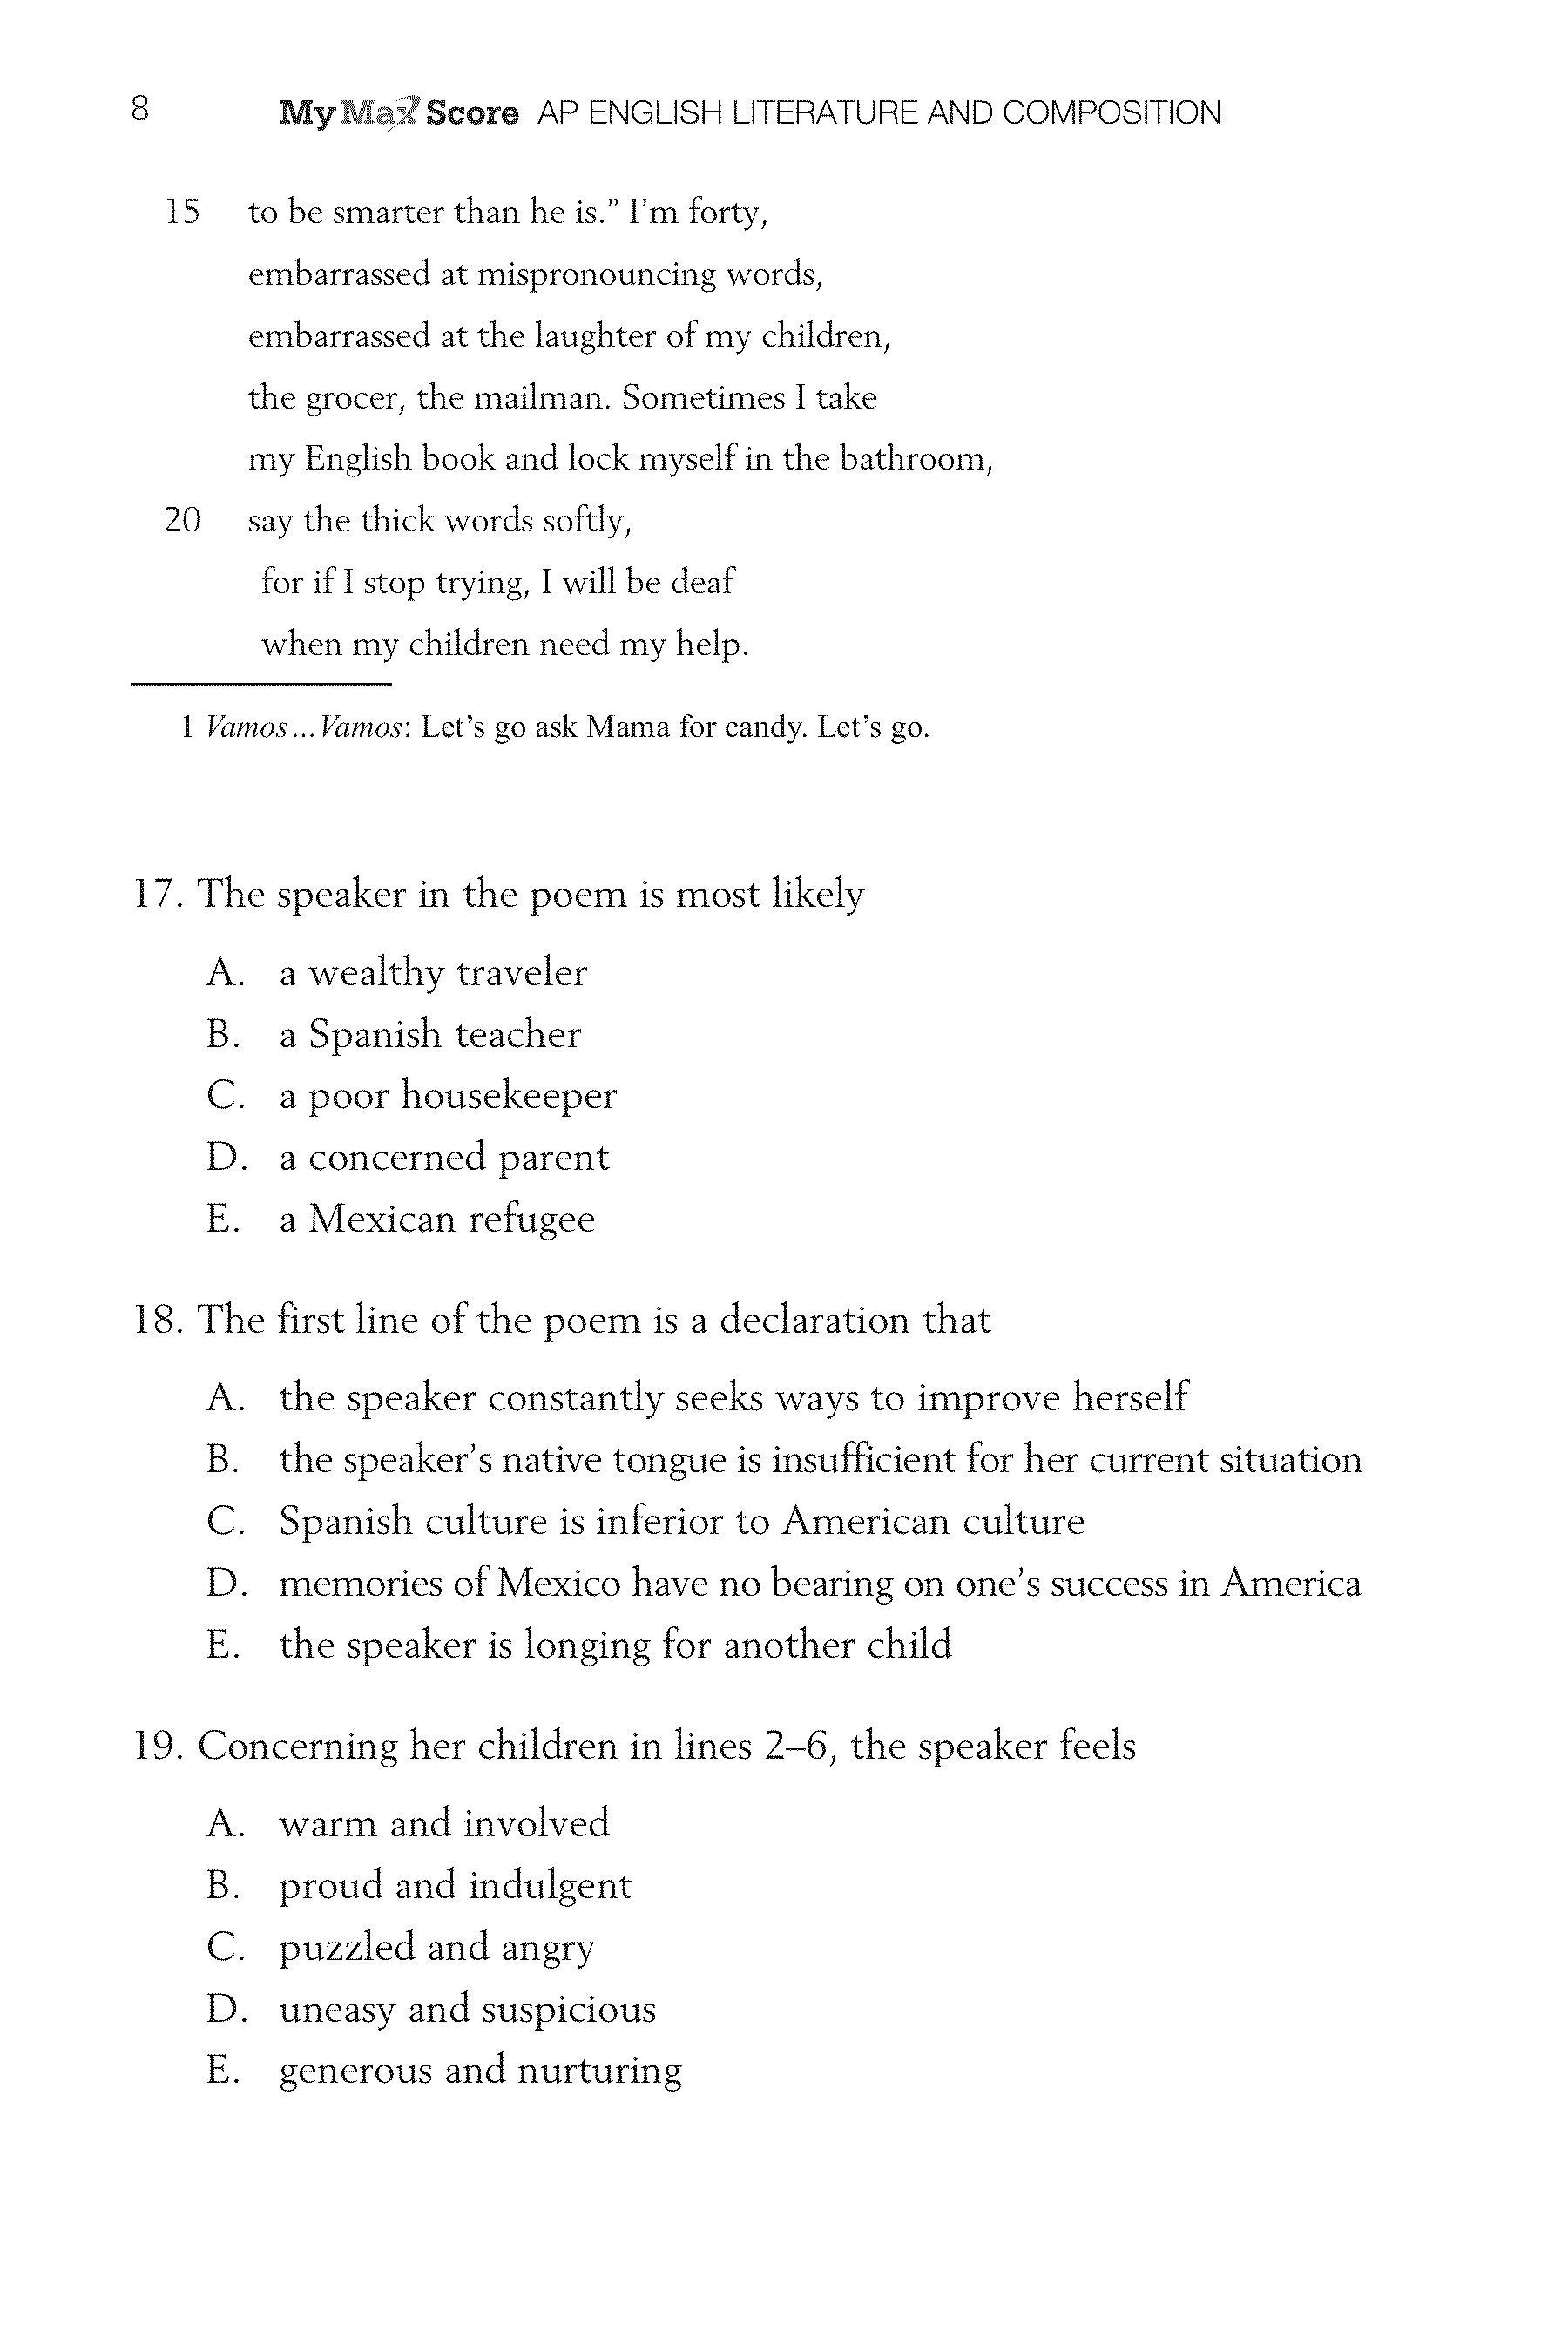 8 My Max Score AP ENGLISH LITERATURE AND COMPOSITION
15 to be smarter than he is.” I’m forty,
embarrassed at mispronouncing words,
embarrassed at the laughter of my children,
the grocer, the mailman. Sometimes I take
my English book and lock myself in the bathroom,
20 say the thick words softly,
for if I stop trying, I will be deaf
when my children need my help.
1 Vamos...Vamos: Let’s go ask Mama for candy. Let’s go.
17. The speaker in the poem is most likely
A. a wealthy traveler
B. a Spanish teacher
C. a poor housekeeper
D. a concerned parent
E. a Mexican refugee
18. The first line of the poem is a declaration that
A. the speaker constantly seeks ways to improve herself
B. the speaker’s native tongue is insufficient for her current situation
C. Spanish culture is inferior to American culture
D. memories of Mexico have no bearing on one’s success in America
E. the speaker is longing for another child
19. Concerning her children in lines 2–6, the speaker feels
A. warm and involved
B. proud and indulgent
C. puzzled and angry
D. uneasy and suspicious
E. generous and nurturing